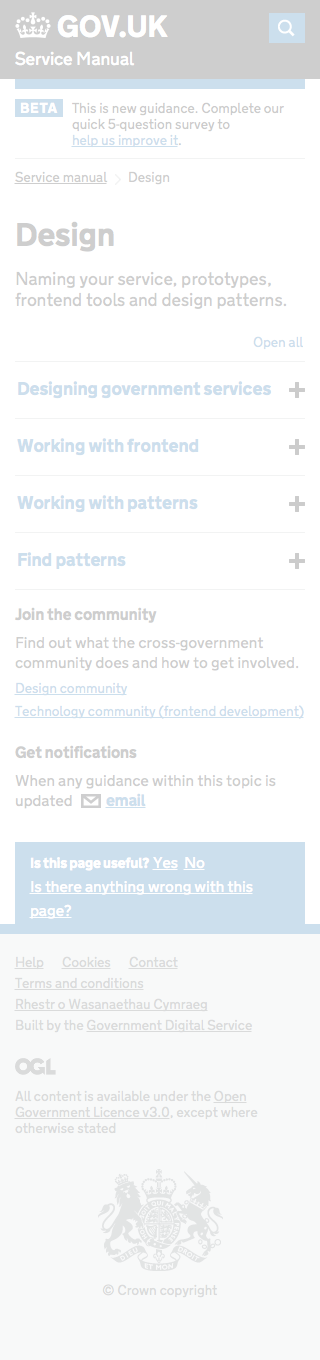 GOV.UK
Service Manual
BETA This is new guidance. Complete our
quick 5-question survey to
help us improve it.
Service manual Design
Design
Naming your service, prototypes,
frontend tools and design patterns.
Open all
Designing government services
Working with frontend
Working with patterns
Find patterns
Join the community
Find out what the cross-government
community does and how to get involved.
Design community
Technology community (frontend development)
Get notifications
When any guidance within this topic is
updated email
Is this page useful? Yes No
Is there anything wrong with this
page?
Help Cookies Contact
Terms and conditions
Rhestr o Wasanaethau Cymraeg
Built by the Government Digital Service
OGL
All content is available under the Open
Government Licence v3.0, except where
otherwise stated
© Crown copyright